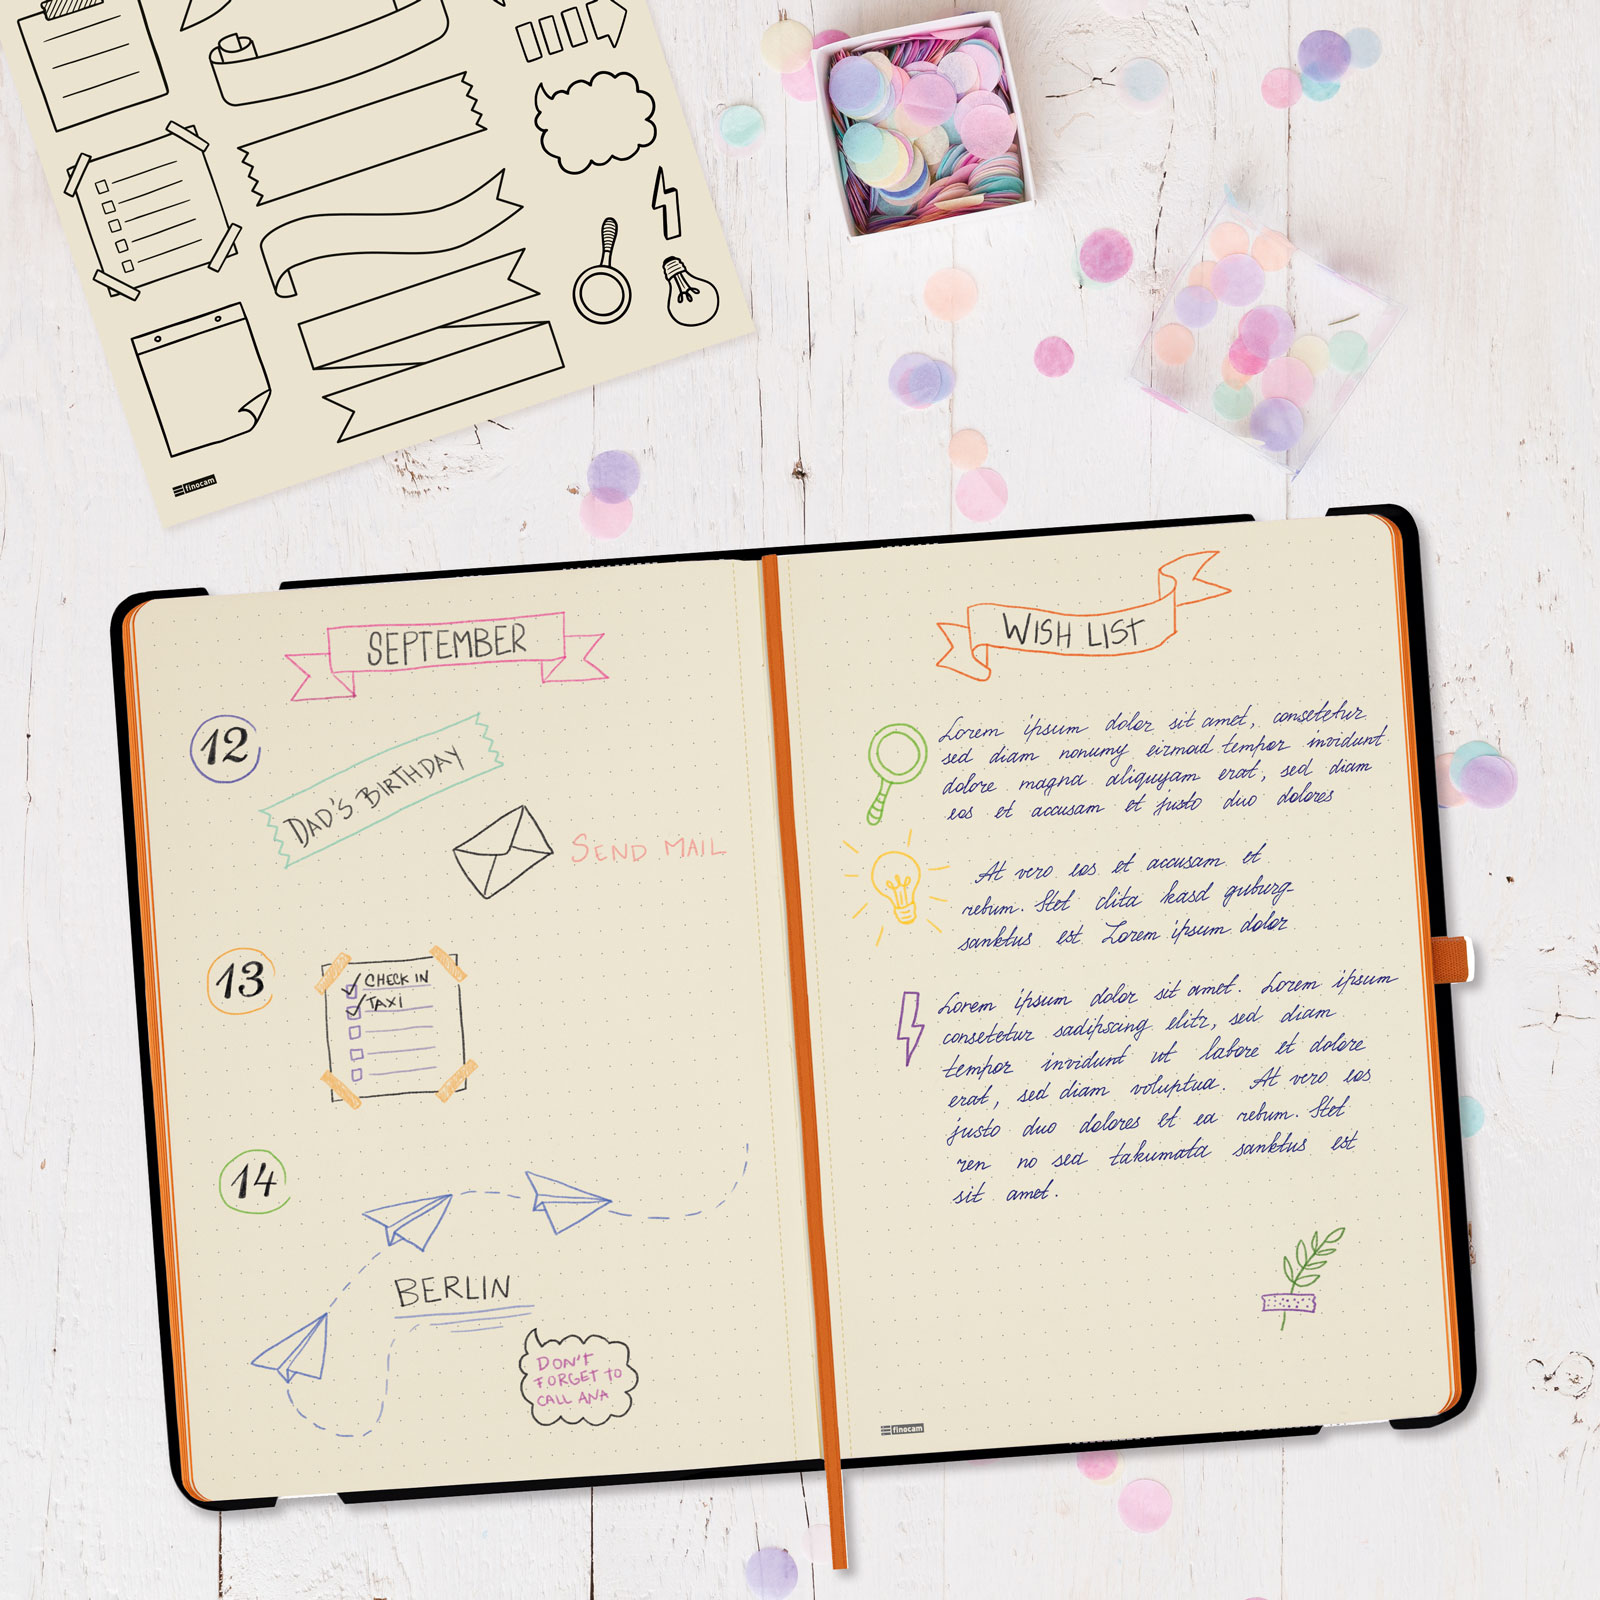 finocam
SEPTEMBER
12
DAD'S BIRTHDAY
SEND MAIL
13
CHECK IN
TAXI
14
BERLIN
DON'T
FORGET TO
CALL ANA
WISH LIST
Lorem ipsum dolor sit amet, consetetur
sed diam nonumy eirmod tempor invidunt
dolore magna aliquyam erat, sed diam
eos et accusam et justo duo dolores
At vero eos et accusam et
rebum. Stet clita kasd guburg-
sanktus est Lorem ipsum dolor
Lorem ipsum dolor sit amet. Lorem ipsum
consetetur sadipscing elitr, sed diam
tempor invidunt ut labore et dolore
erat, sed diam voluptua. At vero eos
justo duo dolores et ea rebum. Stet
ren no sea takumata sanktus est
sit amet.
finocam